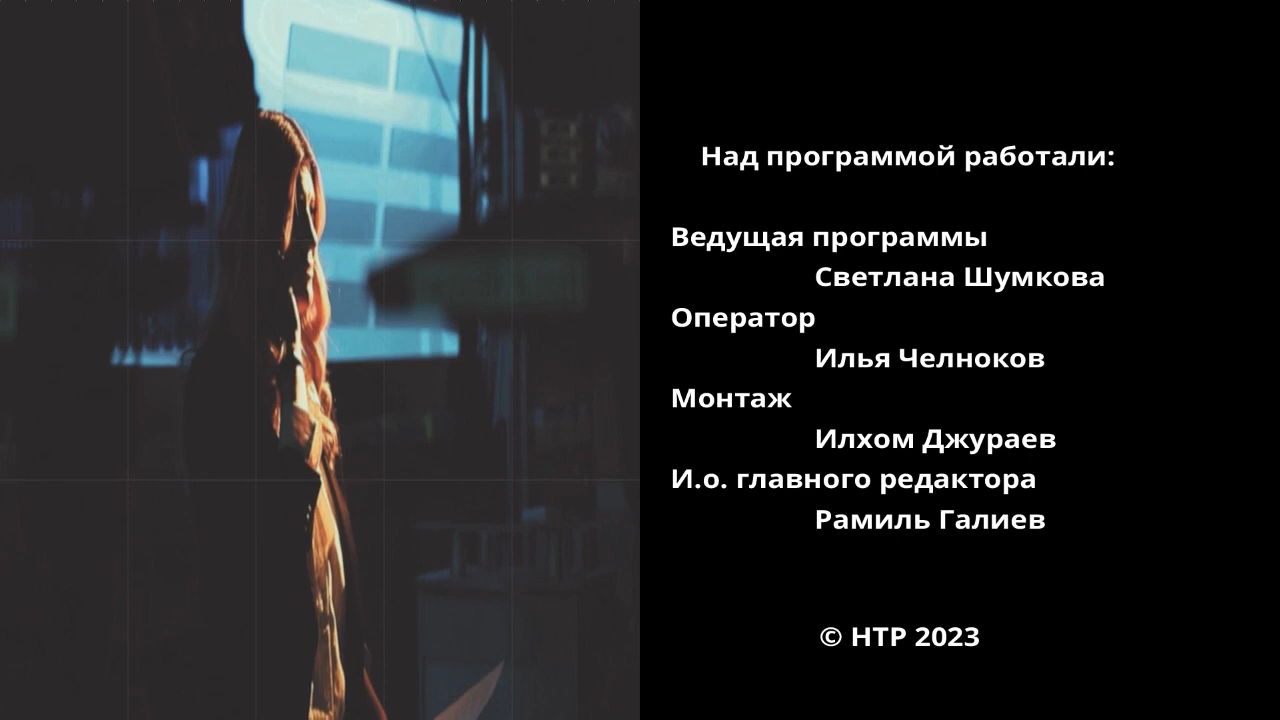 Над программой работали:
Ведущая программы
Светлана Шумкова
Оператор
Илья Челноков
Монтаж
Илхом Джураев
И.о. главного редактора
Рамиль Галиев
© НТР 2023